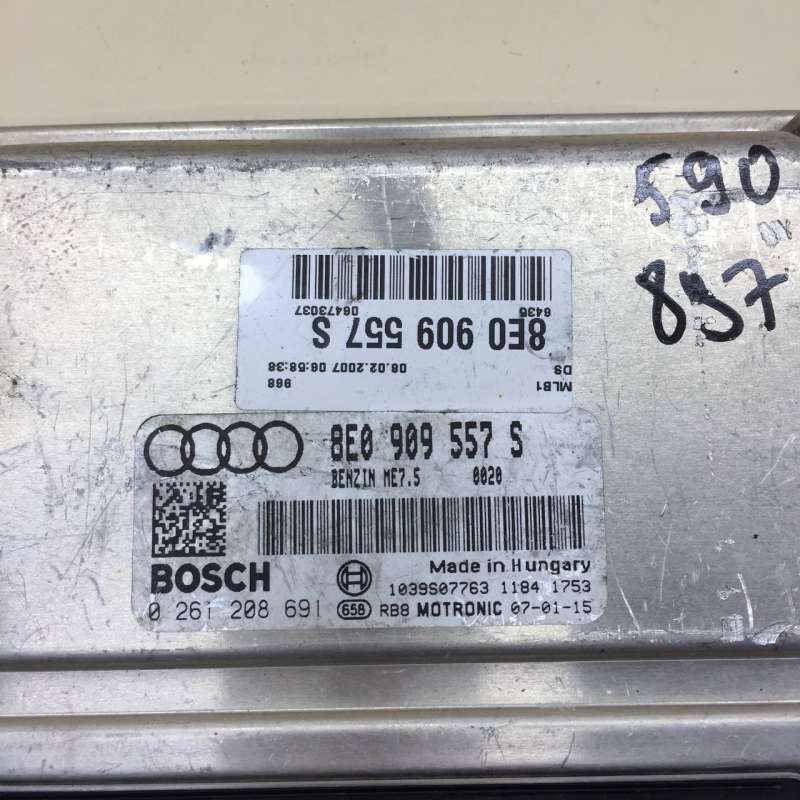 590
857
06473037 6435
8E0 909 557 S
08.02.2007 06:58:38 DS
968 MLB1
8E0 909 557 S
BENZIN ME7.5 0020
Made in Hungary
BOSCH
1039S07763 1184 1753
0 261 208 691 658 RB8 MOTRONIC 07-01-15